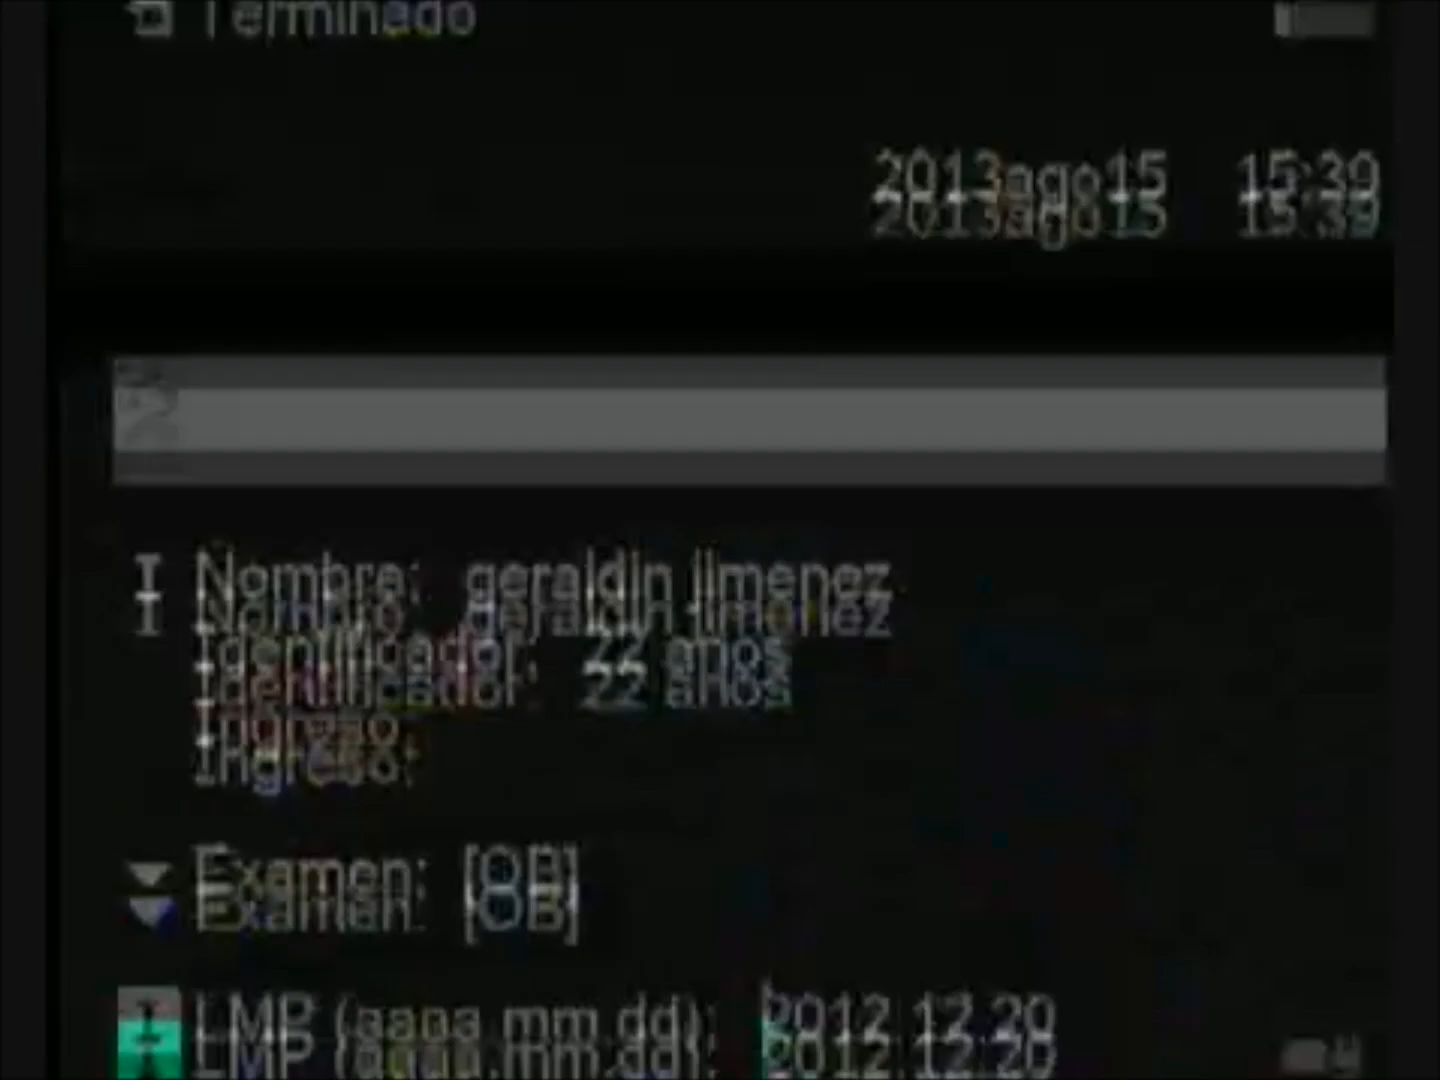 Terminado
2013ago15 15:39
Nombre: geraldin jimenez
Identificador: 22 anos
Ingreso:
Examen: [OB]
LMP (aaaa.mm.dd): 2012.12.20